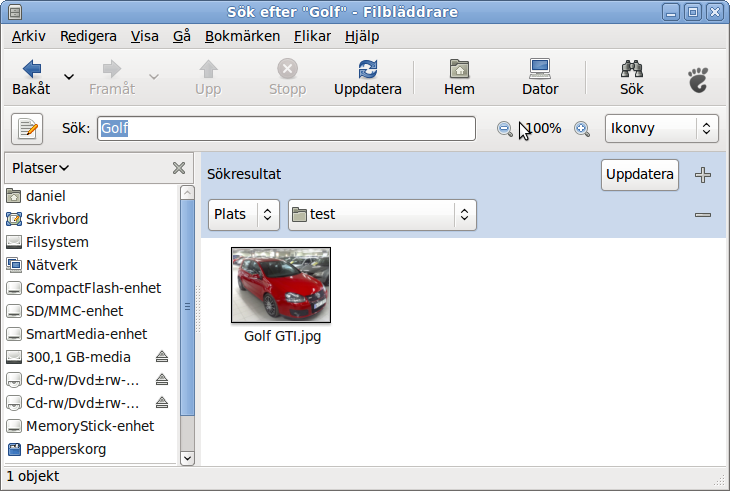 Sök efter "Golf" - Filbläddrare
Arkiv Redigera Visa Gå Bokmärken Flikar Hjälp
Bakåt Framåt Upp Stopp Uppdatera Hem Dator Sök
Sök: Golf 100% Ikonvy
Platser
daniel
Skrivbord
Filsystem
Nätverk
CompactFlash-enhet
SD/MMC-enhet
SmartMedia-enhet
300,1 GB-media
Cd-rw/Dvd±rw-...
Cd-rw/Dvd±rw-...
MemoryStick-enhet
Papperskorg
Sökresultat Uppdatera
Plats test
Golf GTI.jpg
1 objekt